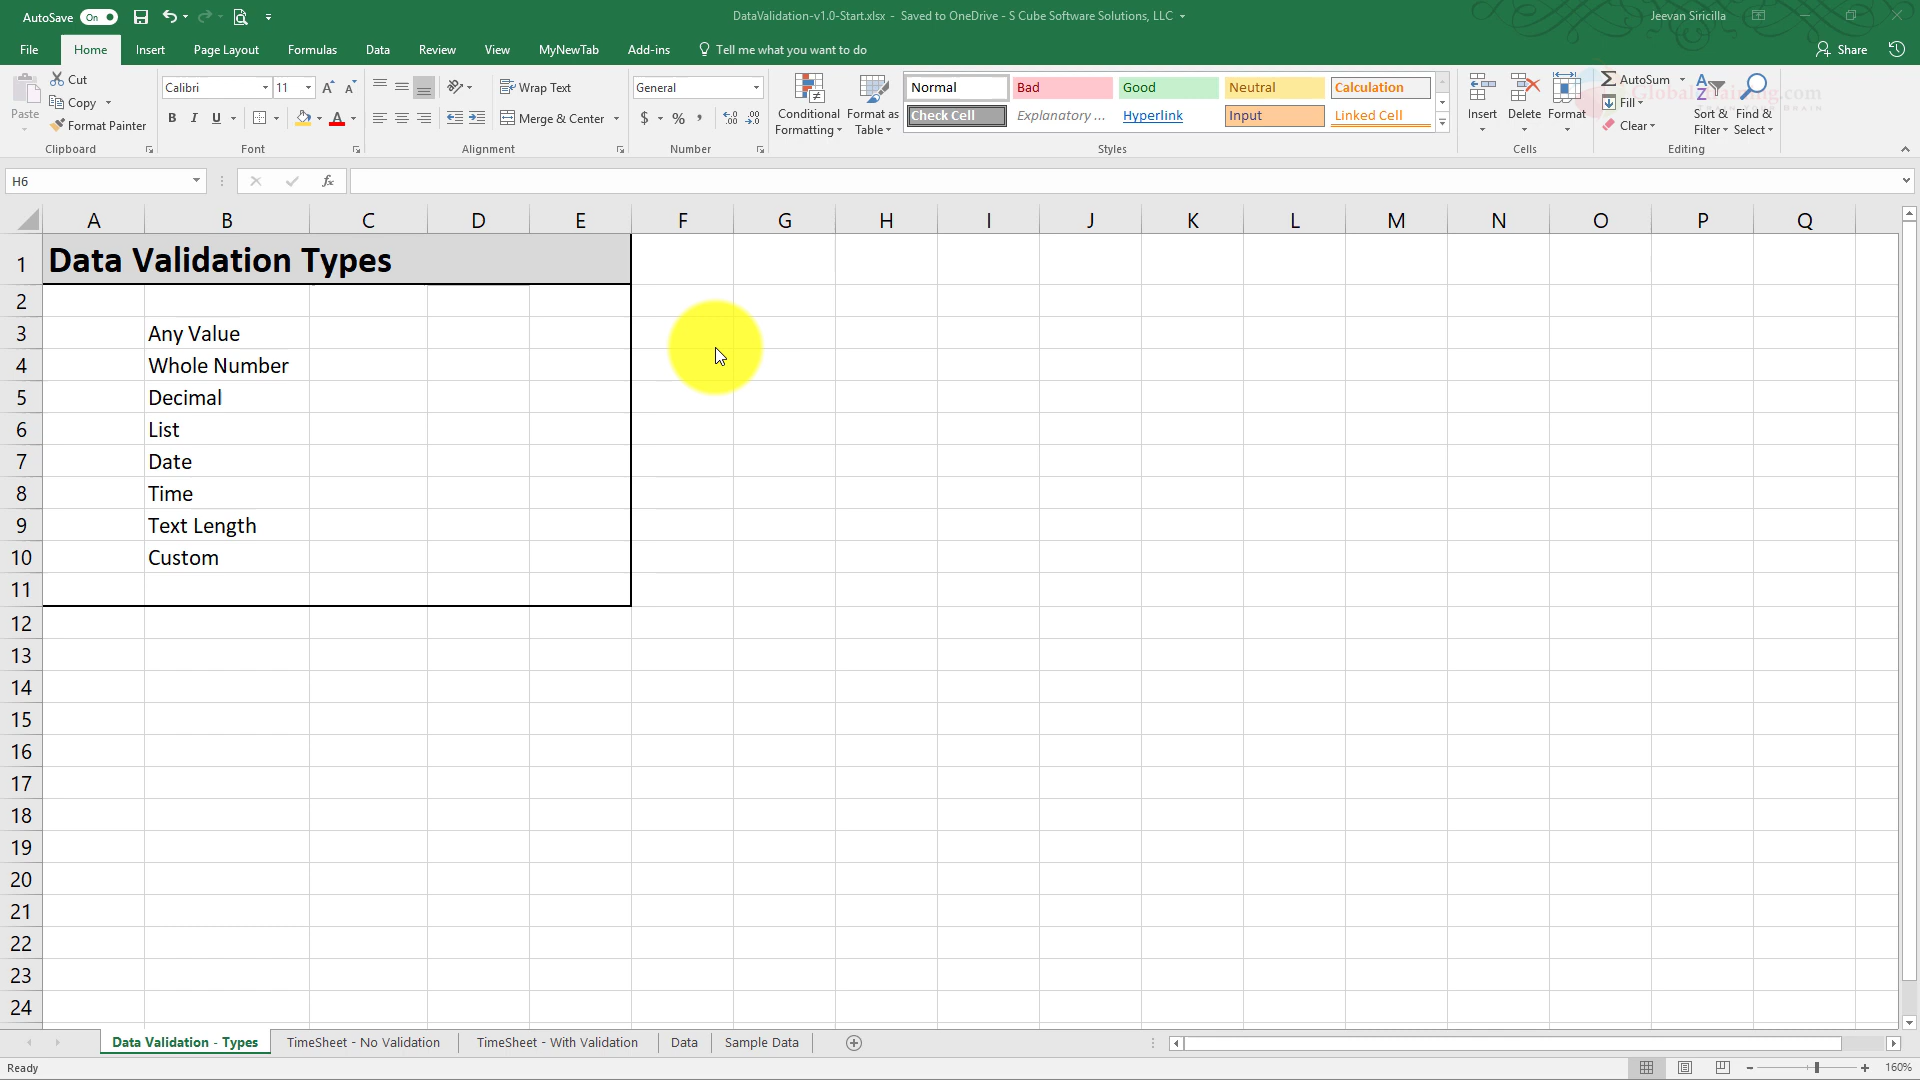 AutoSave On DataValidation-v1.0-Start.xlsx - Saved to OneDrive - S Cube Software Solutions, LLC Jeevan Siricilla
File Home Insert Page Layout Formulas Data Review View MyNewTab Add-ins Tell me what you want to do Share
Paste
Cut
Copy
Format Painter
Clipboard
Calibri 11
B I U
Font
Wrap Text
Merge & Center
Alignment
General
$ % ,
Number
Conditional Formatting
Format as Table
Normal Bad Good Neutral Calculation
Check Cell Explanatory ... Hyperlink Input Linked Cell
Styles
Insert Delete Format
Cells
AutoSum
Fill
Clear
Sort & Filter
Find & Select
Editing
H6 fx
A B C D E F G H I J K L M N O P Q
1 Data Validation Types
2
3 Any Value
4 Whole Number
5 Decimal
6 List
7 Date
8 Time
9 Text Length
10 Custom
11
12
13
14
15
16
17
18
19
20
21
22
23
24
Data Validation - Types TimeSheet - No Validation TimeSheet - With Validation Data Sample Data
Ready 160%